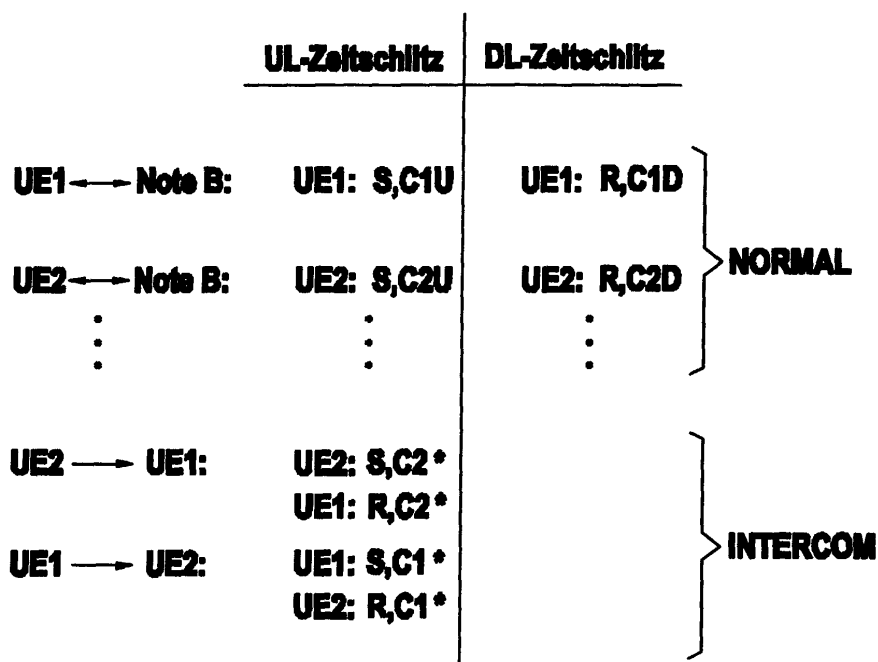 UL-Zeitschlitz DL-Zeitschlitz
UE1 ⟷ Note B: UE1: S,C1U UE1: R,C1D
UE2 ⟷ Note B: UE2: S,C2U UE2: R,C2D
NORMAL
UE2 ⟶ UE1: UE2: S,C2*
UE1: R,C2*
UE1 ⟶ UE2: UE1: S,C1*
UE2: R,C1*
INTERCOM